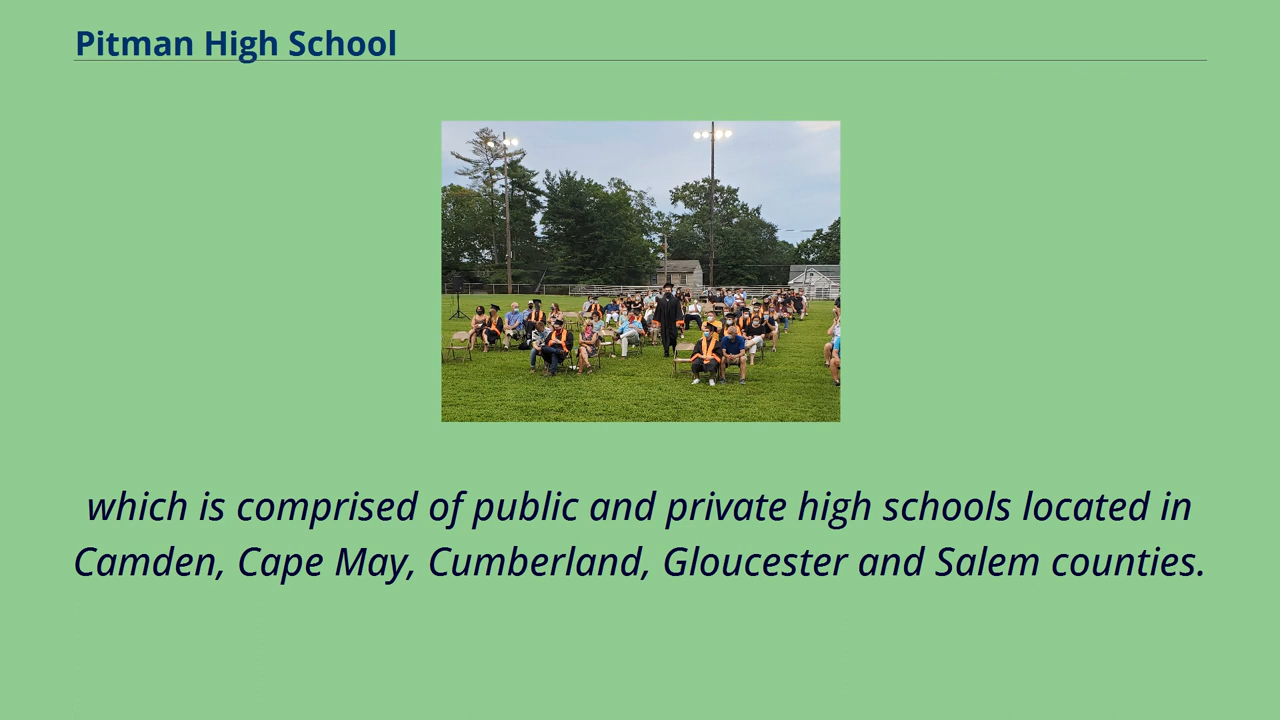 Pitman High School
which is comprised of public and private high schools located in
Camden, Cape May, Cumberland, Gloucester and Salem counties.